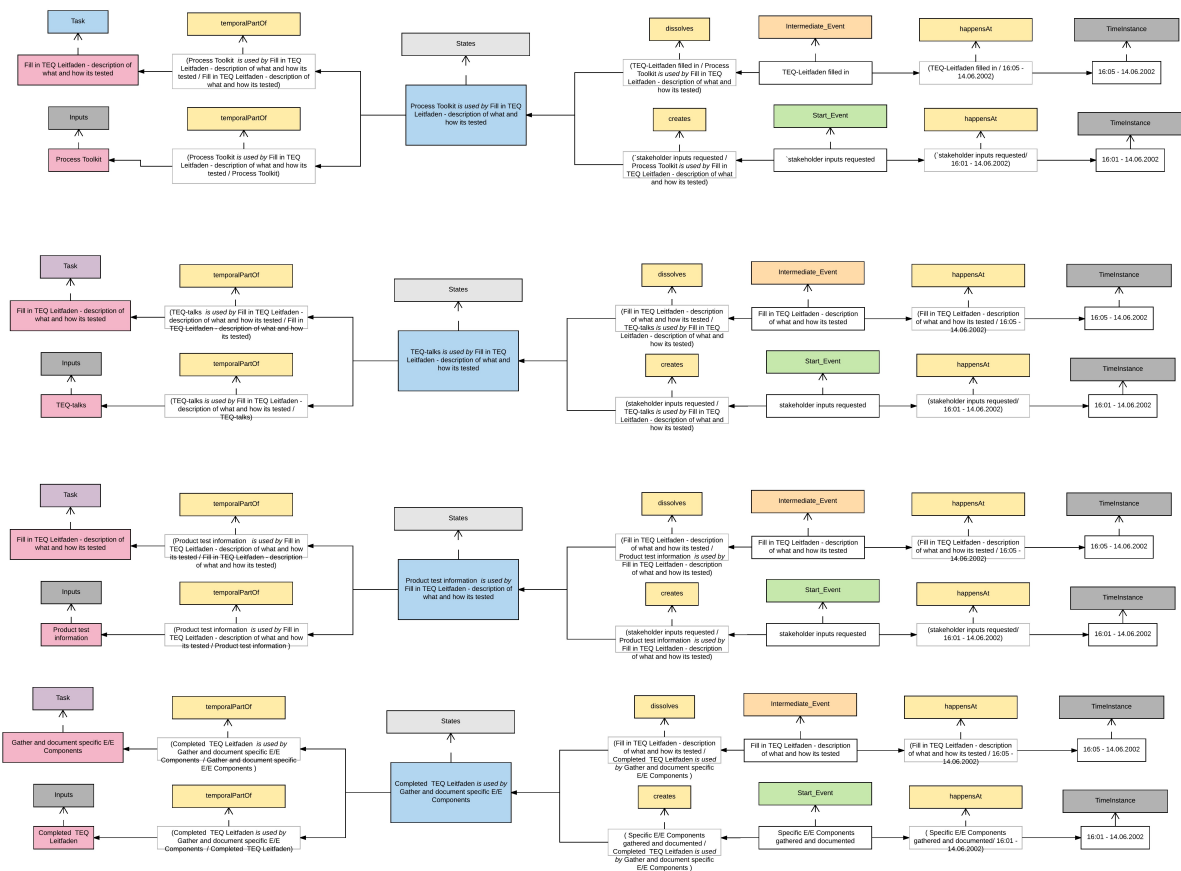 Task
temporalPartOf
Fill in TEQ Leitfaden - description of
what and how its tested
(Process Toolkit is used by Fill in TEQ
Leitfaden - description of what and how its
tested / Fill in TEQ Leitfaden - description of
what and how its tested)
Inputs
temporalPartOf
Process Toolkit
(Process Toolkit is used by Fill in TEQ
Leitfaden - description of what and how its
tested / Process Toolkit)
States
Process Toolkit is used by Fill in TEQ
Leitfaden - description of what and
how its tested
dissolves
Intermediate_Event
happensAt
TimeInstance
(TEQ-Leitfaden filled in / Process
Toolkit is used by Fill in TEQ
Leitfaden - description of what and
how its tested)
TEQ-Leitfaden filled in
(TEQ-Leitfaden filled in / 16:05 -
14.06.2002)
16:05 - 14.06.2002
creates
Start_Event
happensAt
TimeInstance
(`stakeholder inputs requested /
Process Toolkit is used by Fill in
TEQ Leitfaden - description of what
and how its tested)
`stakeholder inputs requested
(`stakeholder inputs requested/
16:01 - 14.06.2002)
16:01 - 14.06.2002
Task
temporalPartOf
Fill in TEQ Leitfaden - description of
what and how its tested
(TEQ-talks is used by Fill in TEQ Leitfaden -
description of what and how its tested / Fill in
TEQ Leitfaden - description of what and how
its tested)
Inputs
temporalPartOf
TEQ-talks
(TEQ-talks is used by Fill in TEQ Leitfaden -
description of what and how its tested /
TEQ-talks)
States
TEQ-talks is used by Fill in TEQ
Leitfaden - description of what and how
its tested
dissolves
Intermediate_Event
happensAt
TimeInstance
(Fill in TEQ Leitfaden - description
of what and how its tested /
TEQ-talks is used by Fill in TEQ
Leitfaden - description of what and
how its tested)
Fill in TEQ Leitfaden - description
of what and how its tested
(Fill in TEQ Leitfaden - description
of what and how its tested / 16:05 -
14.06.2002)
16:05 - 14.06.2002
creates
Start_Event
happensAt
TimeInstance
(stakeholder inputs requested /
TEQ-talks is used by Fill in TEQ
Leitfaden - description of what and
how its tested)
stakeholder inputs requested
(stakeholder inputs requested/
16:01 - 14.06.2002)
16:01 - 14.06.2002
Task
temporalPartOf
Fill in TEQ Leitfaden - description of
what and how its tested
(Product test information is used by Fill in
TEQ Leitfaden - description of what and how
its tested / Fill in TEQ Leitfaden - description
of what and how its tested)
Inputs
temporalPartOf
Product test
information
(Product test information is used by Fill in
TEQ Leitfaden - description of what and how
its tested / Product test information )
States
Product test information is used by
Fill in TEQ Leitfaden - description of
what and how its tested
dissolves
Intermediate_Event
happensAt
TimeInstance
(Fill in TEQ Leitfaden - description
of what and how its tested /
Product test information is used by
Fill in TEQ Leitfaden - description
of what and how its tested)
Fill in TEQ Leitfaden - description
of what and how its tested
(Fill in TEQ Leitfaden - description
of what and how its tested / 16:05 -
14.06.2002)
16:05 - 14.06.2002
creates
Start_Event
happensAt
TimeInstance
(stakeholder inputs requested /
Product test information is used by
Fill in TEQ Leitfaden - description
of what and how its tested)
stakeholder inputs requested
(stakeholder inputs requested/
16:01 - 14.06.2002)
16:01 - 14.06.2002
Task
temporalPartOf
Gather and document specific E/E
Components
(Completed TEQ Leitfaden is used by
Gather and document specific E/E
Components / Gather and document specific
E/E Components )
Inputs
temporalPartOf
Completed TEQ
Leitfaden
(Completed TEQ Leitfaden is used by
Gather and document specific E/E
Components / Completed TEQ Leitfaden)
States
Completed TEQ Leitfaden is used by
Gather and document specific E/E
Components
dissolves
Intermediate_Event
happensAt
TimeInstance
(Fill in TEQ Leitfaden - description
of what and how its tested /
Completed TEQ Leitfaden is used
by Gather and document specific
E/E Components )
Fill in TEQ Leitfaden - description
of what and how its tested
(Fill in TEQ Leitfaden - description
of what and how its tested / 16:05 -
14.06.2002)
16:05 - 14.06.2002
creates
Start_Event
happensAt
TimeInstance
( Specific E/E Components
gathered and documented /
Completed TEQ Leitfaden is used
by Gather and document specific
E/E Components )
Specific E/E Components
gathered and documented
( Specific E/E Components
gathered and documented/ 16:01 -
14.06.2002)
16:01 - 14.06.2002